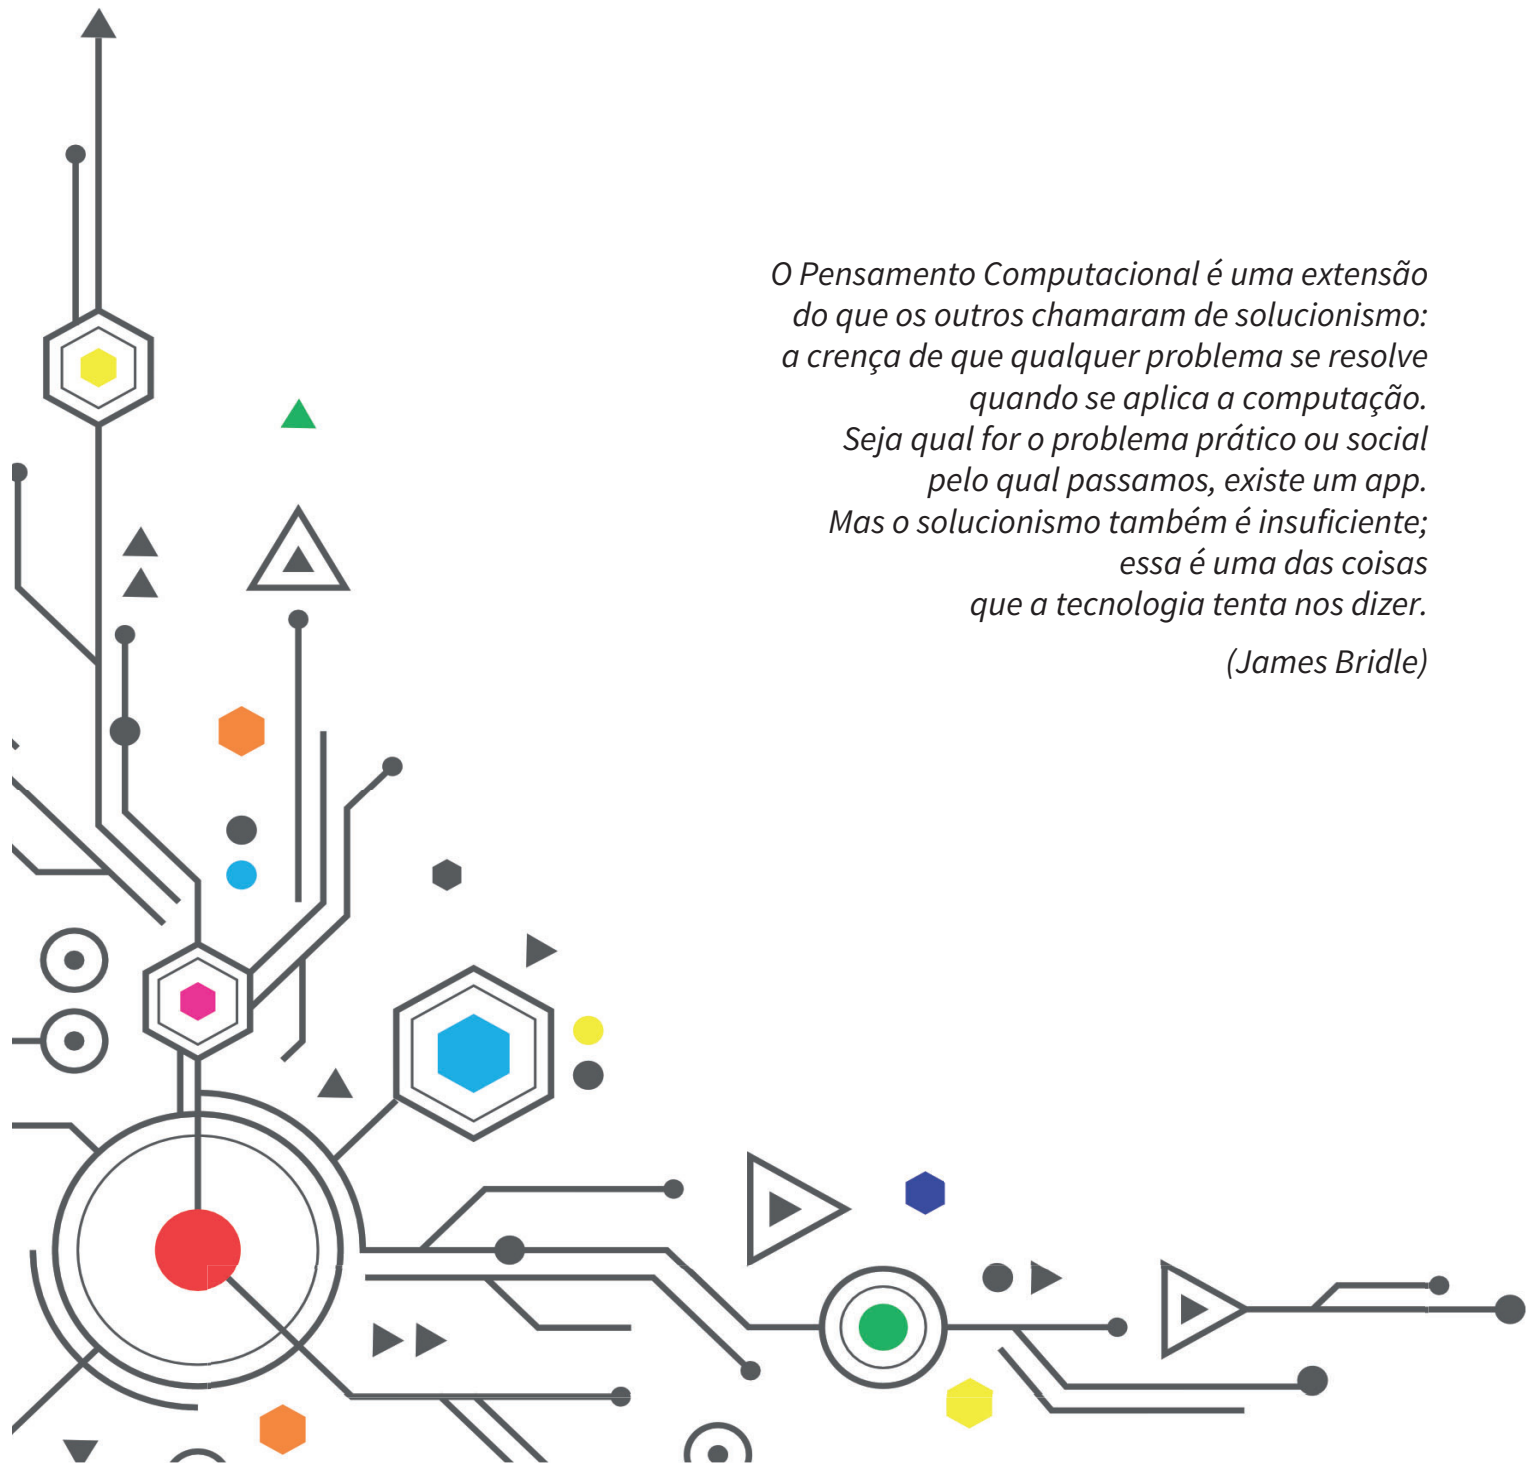 O Pensamento Computacional é uma extensão
do que os outros chamaram de solucionismo:
a crença de que qualquer problema se resolve
quando se aplica a computação.
Seja qual for o problema prático ou social
pelo qual passamos, existe um app.
Mas o solucionismo também é insuficiente;
essa é uma das coisas
que a tecnologia tenta nos dizer.
(James Bridle)